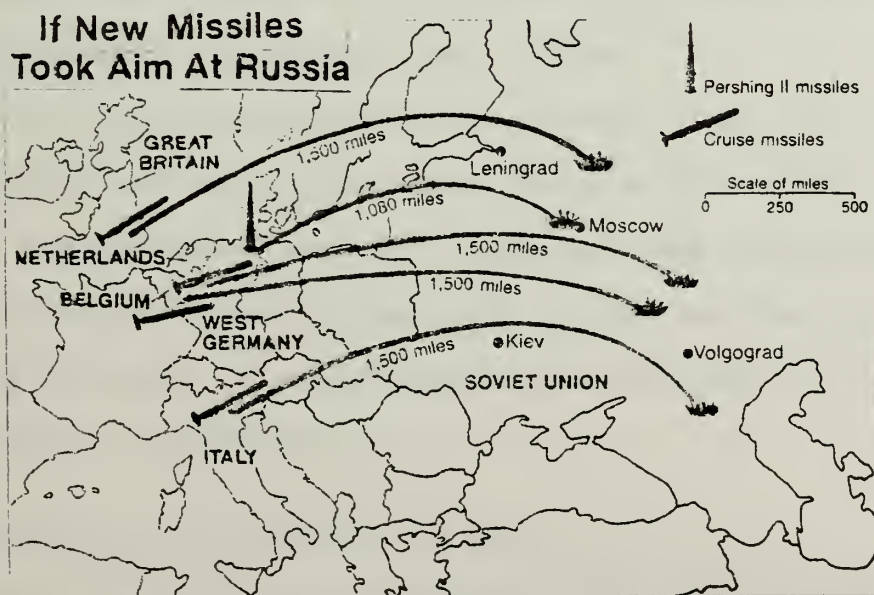 If New Missiles
Took Aim At Russia
Pershing II missiles
Cruise missiles
Scale of miles
0 250 500
GREAT
BRITAIN
1,500 miles
Leningrad
1,080 miles
Moscow
NETHERLANDS
1,500 miles
BELGIUM
1,500 miles
WEST
GERMANY
1,500 miles
Kiev
Volgograd
SOVIET UNION
ITALY